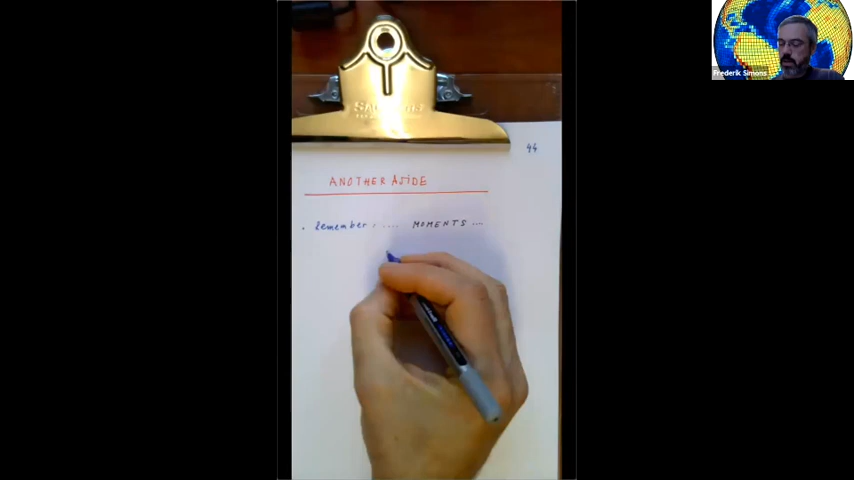 Frederik Simons
44
ANOTHER ASIDE
. Remember: .... MOMENTS ....